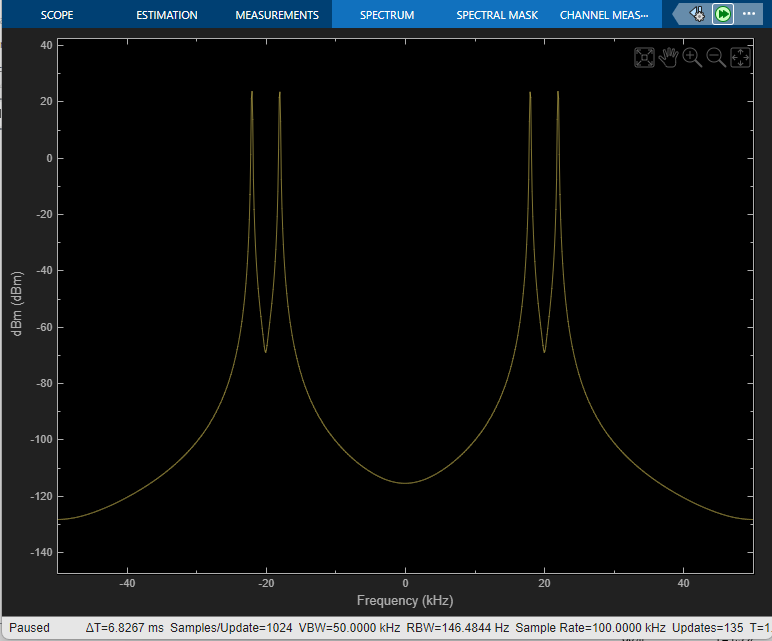 SCOPE ESTIMATION MEASUREMENTS SPECTRUM SPECTRAL MASK CHANNEL MEAS...
40
20
0
-20
-40
-60
-80
-100
-120
-140
dBm (dBm)
-40 -20 0 20 40
Frequency (kHz)
Paused ΔT=6.8267 ms Samples/Update=1024 VBW=50.0000 kHz RBW=146.4844 Hz Sample Rate=100.0000 kHz Updates=135 T=1